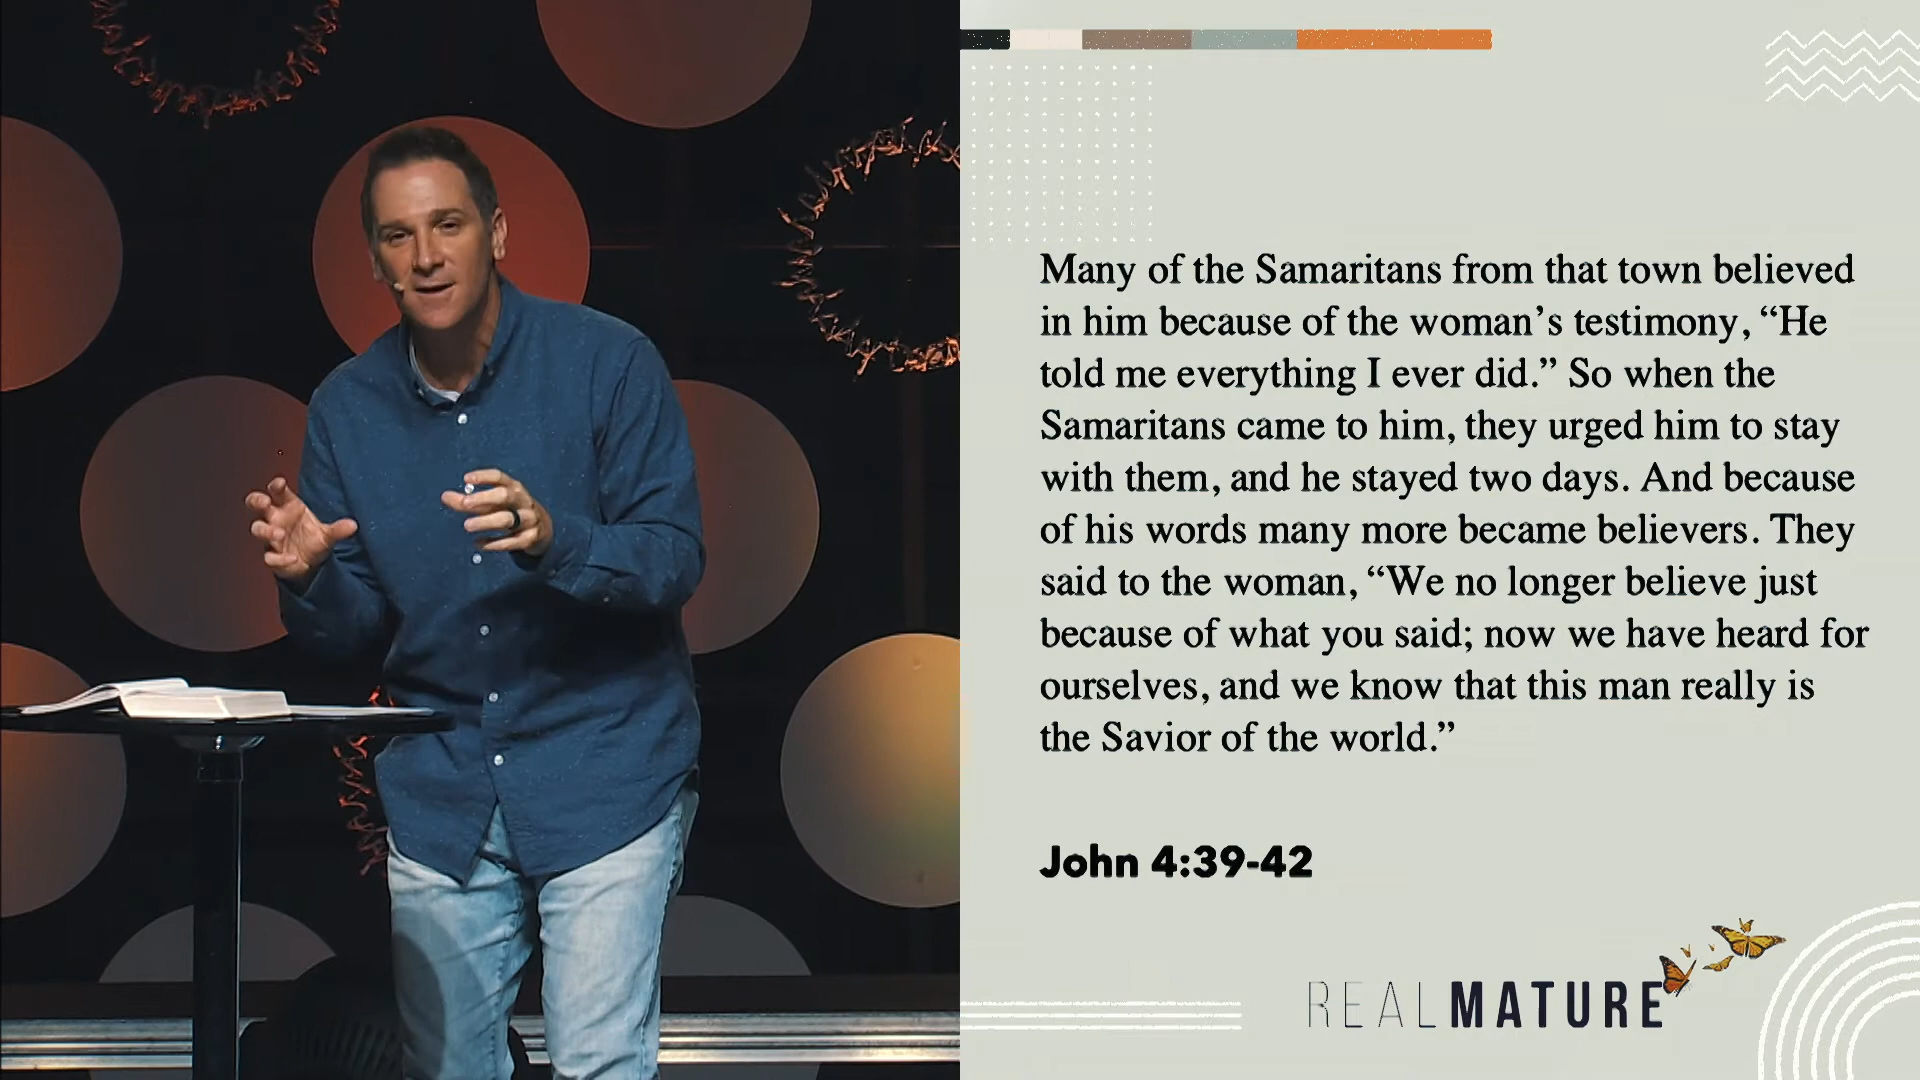 Many of the Samaritans from that town believed
in him because of the woman’s testimony, “He
told me everything I ever did.” So when the
Samaritans came to him, they urged him to stay
with them, and he stayed two days. And because
of his words many more became believers. They
said to the woman, “We no longer believe just
because of what you said; now we have heard for
ourselves, and we know that this man really is
the Savior of the world.”
John 4:39-42
REALMATURE